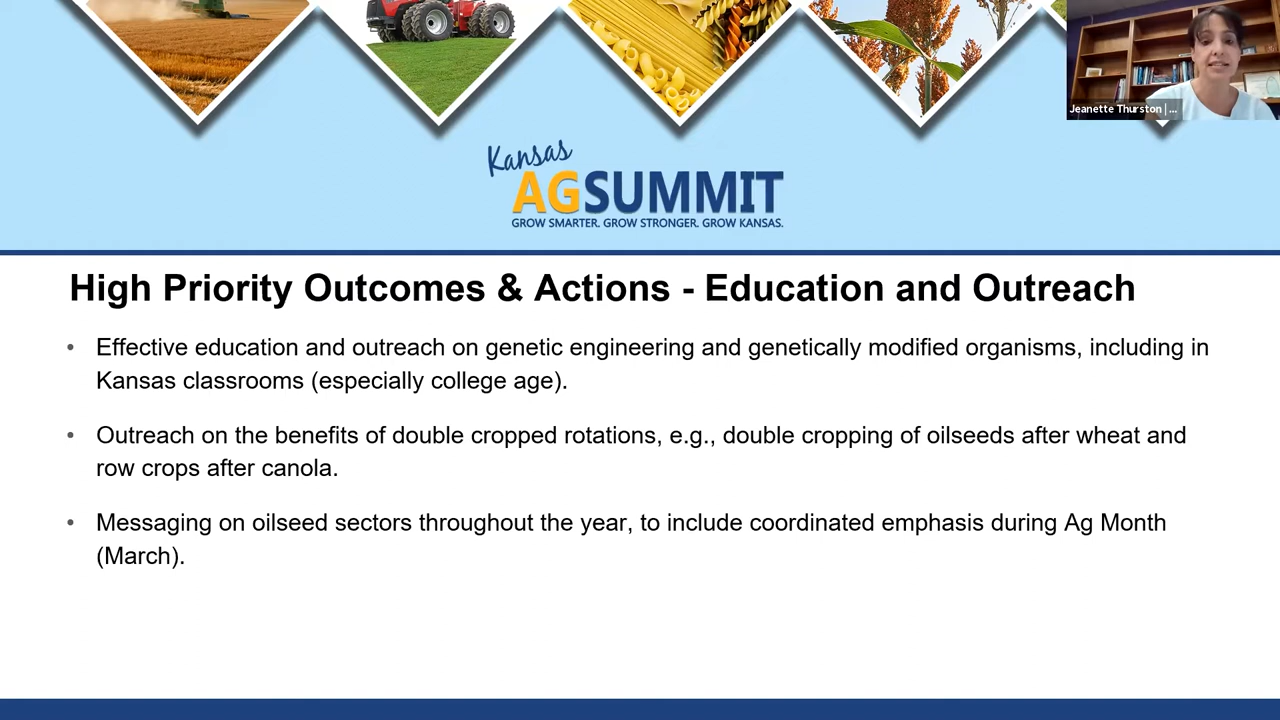 Jeanette Thurston | ...
Kansas
AGSUMMIT
GROW SMARTER. GROW STRONGER. GROW KANSAS.
High Priority Outcomes & Actions - Education and Outreach
• Effective education and outreach on genetic engineering and genetically modified organisms, including in
Kansas classrooms (especially college age).
• Outreach on the benefits of double cropped rotations, e.g., double cropping of oilseeds after wheat and
row crops after canola.
• Messaging on oilseed sectors throughout the year, to include coordinated emphasis during Ag Month
(March).